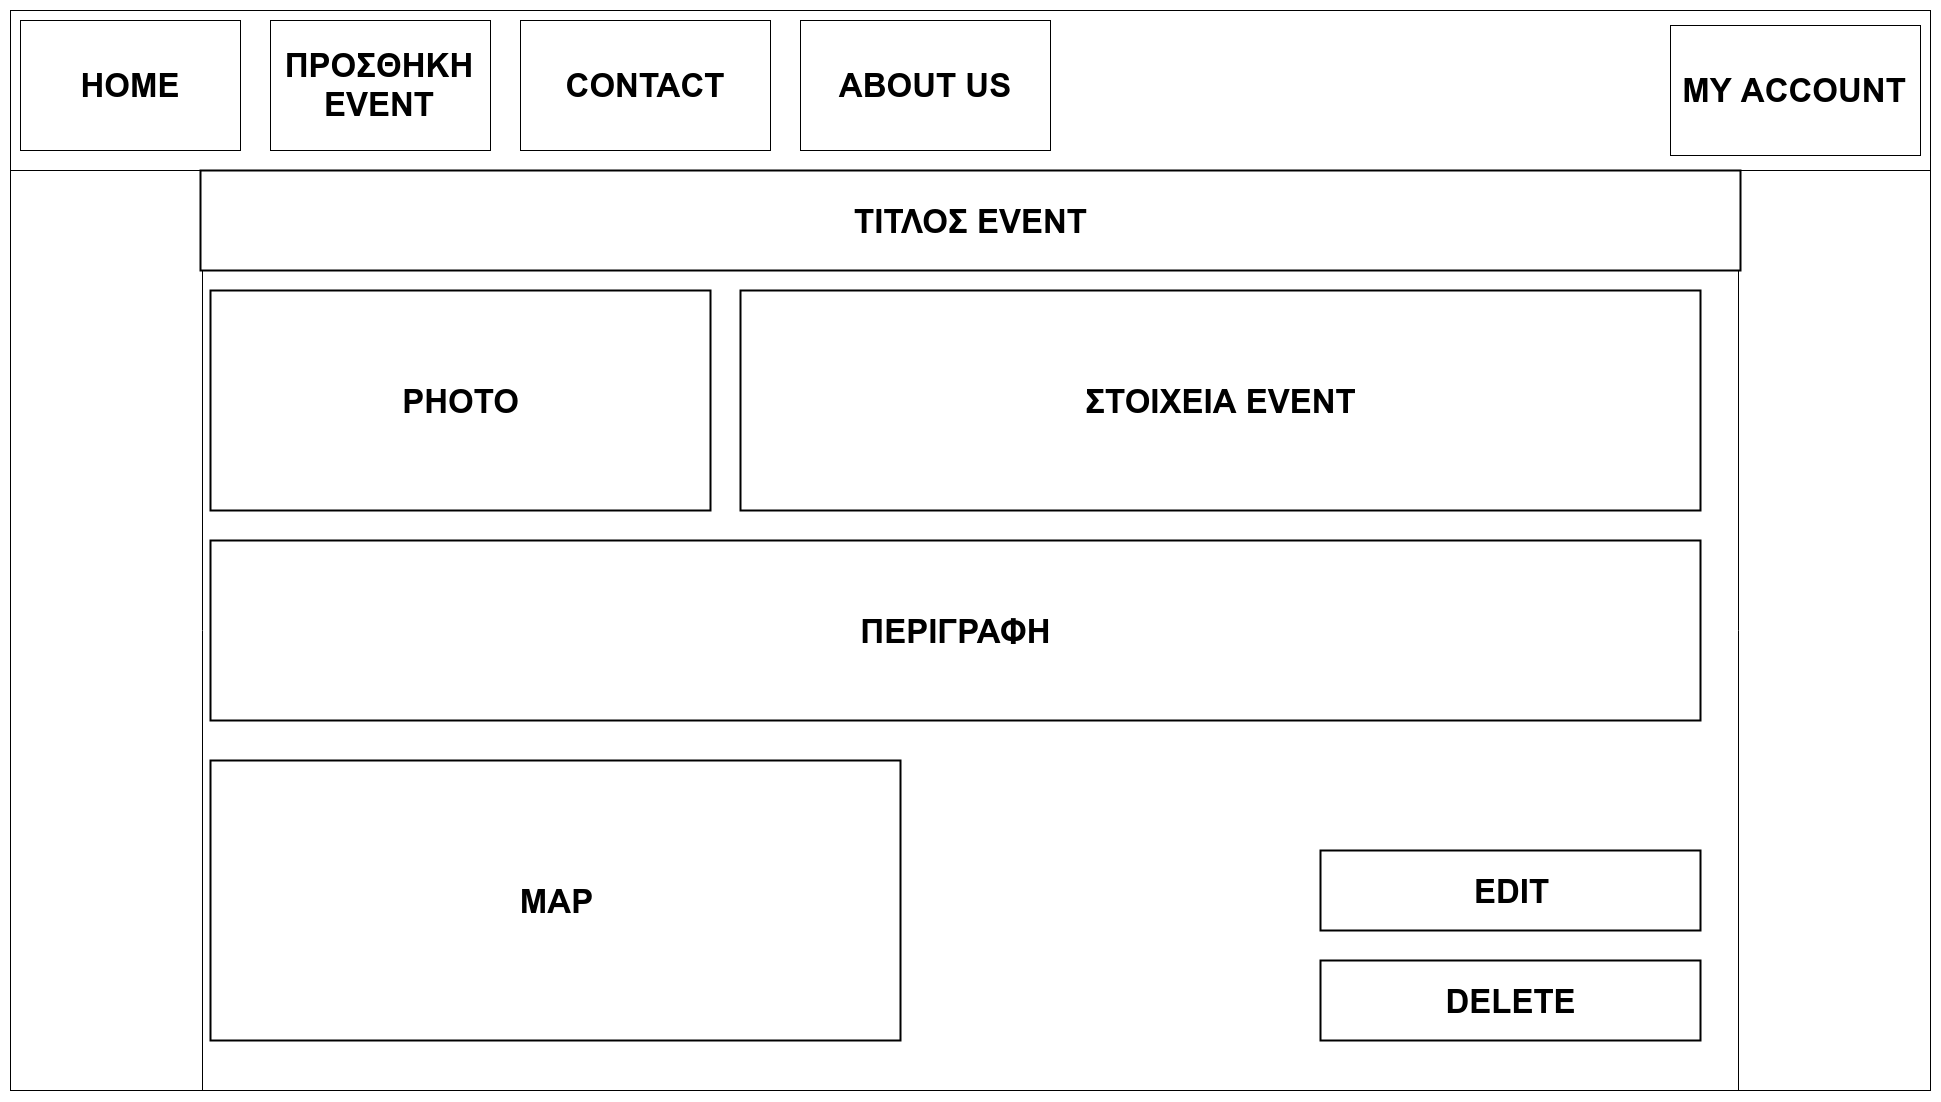 HOME
ΠΡΟΣΘΗΚΗ
EVENT
CONTACT
ABOUT US
MY ACCOUNT
ΤΙΤΛΟΣ EVENT
PHOTO
ΣΤΟΙΧΕΙΑ EVENT
ΠΕΡΙΓΡΑΦΗ
MAP
EDIT
DELETE